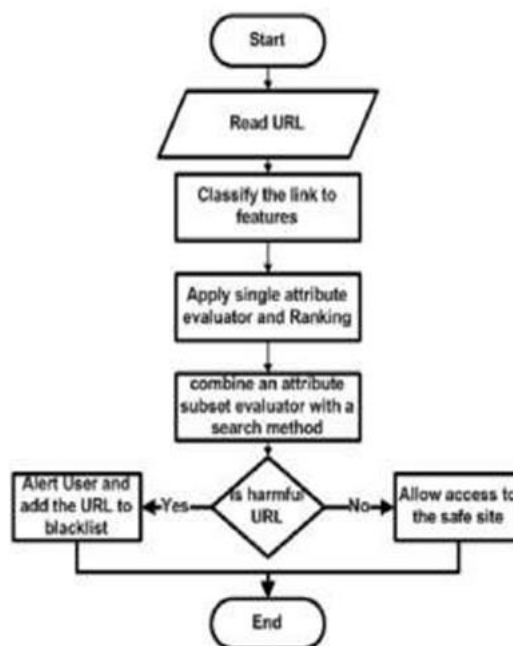 Start
Read URL
Classify the link to
features
Apply single attribute
evaluator and Ranking
combine an attribute
subset evaluator with a
search method
Is harmful
URL
Yes
No
Alert User and
add the URL to
blacklist
Allow access to
the safe site
End